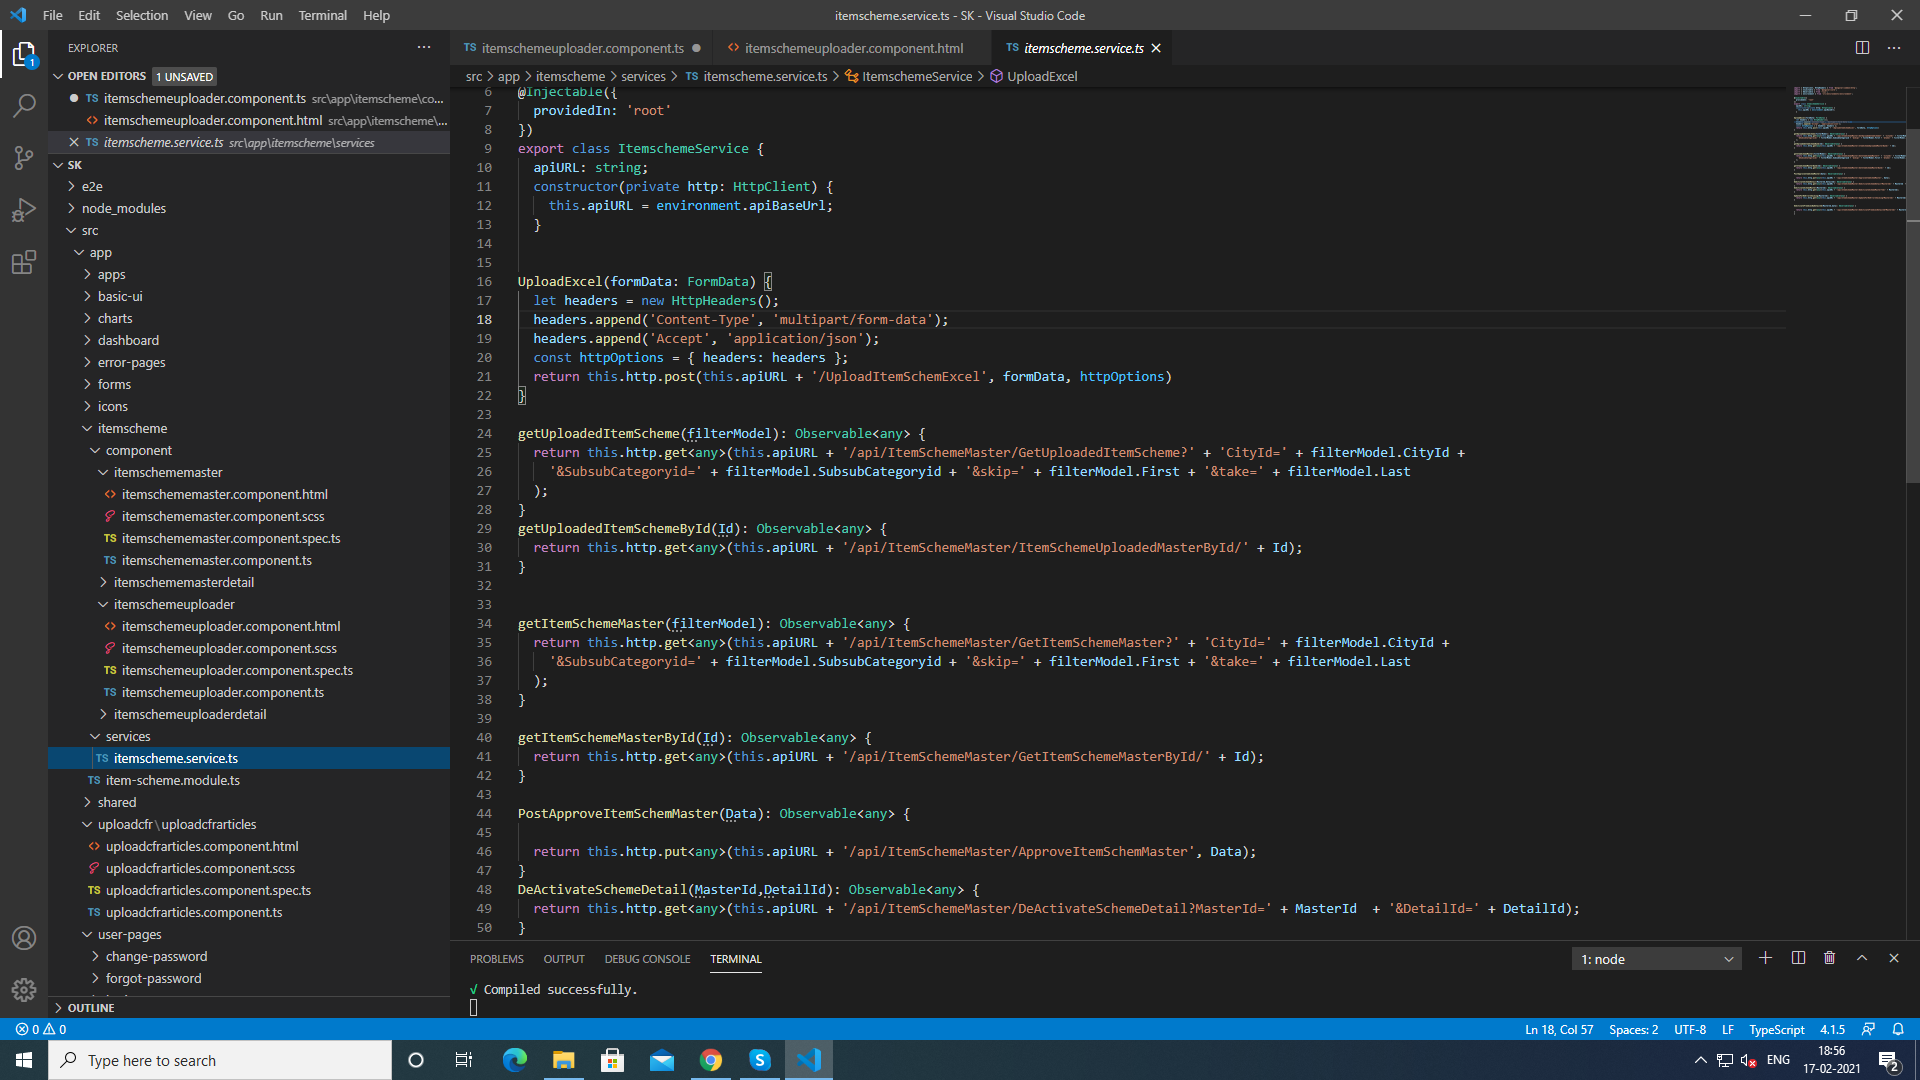 File Edit Selection View Go Run Terminal Help
itemscheme.service.ts - SK - Visual Studio Code
EXPLORER
OPEN EDITORS 1 UNSAVED
TS itemschemeuploader.component.ts src\app\itemscheme\co...
<> itemschemeuploader.component.html src\app\itemscheme\...
TS itemscheme.service.ts src\app\itemscheme\services
SK
e2e
node_modules
src
app
apps
basic-ui
charts
dashboard
error-pages
forms
icons
itemscheme
component
itemschememaster
<> itemschememaster.component.html
itemschememaster.component.scss
TS itemschememaster.component.spec.ts
TS itemschememaster.component.ts
itemschememasterdetail
itemschemeuploader
<> itemschemeuploader.component.html
itemschemeuploader.component.scss
TS itemschemeuploader.component.spec.ts
TS itemschemeuploader.component.ts
itemschemeuploaderdetail
services
TS itemscheme.service.ts
TS item-scheme.module.ts
shared
uploadcfr\uploadcfrarticles
<> uploadcfrarticles.component.html
uploadcfrarticles.component.scss
TS uploadcfrarticles.component.spec.ts
TS uploadcfrarticles.component.ts
user-pages
change-password
forgot-password
OUTLINE
TS itemschemeuploader.component.ts
<> itemschemeuploader.component.html
TS itemscheme.service.ts
src > app > itemscheme > services > TS itemscheme.service.ts > ItemschemeService > UploadExcel
6 @Injectable({
7 providedIn: 'root'
8 })
9 export class ItemschemeService {
10 apiURL: string;
11 constructor(private http: HttpClient) {
12 this.apiURL = environment.apiBaseUrl;
13 }
14
15
16 UploadExcel(formData: FormData) {
17 let headers = new HttpHeaders();
18 headers.append('Content-Type', 'multipart/form-data');
19 headers.append('Accept', 'application/json');
20 const httpOptions = { headers: headers };
21 return this.http.post(this.apiURL + '/UploadItemSchemExcel', formData, httpOptions)
22 }
23
24 getUploadedItemScheme(filterModel): Observable<any> {
25 return this.http.get<any>(this.apiURL + '/api/ItemSchemeMaster/GetUploadedItemScheme?' + 'CityId=' + filterModel.CityId +
26 '&SubsubCategoryid=' + filterModel.SubsubCategoryid + '&skip=' + filterModel.First + '&take=' + filterModel.Last
27 );
28 }
29 getUploadedItemSchemeById(Id): Observable<any> {
30 return this.http.get<any>(this.apiURL + '/api/ItemSchemeMaster/ItemSchemeUploadedMasterById/' + Id);
31 }
32
33
34 getItemSchemeMaster(filterModel): Observable<any> {
35 return this.http.get<any>(this.apiURL + '/api/ItemSchemeMaster/GetItemSchemeMaster?' + 'CityId=' + filterModel.CityId +
36 '&SubsubCategoryid=' + filterModel.SubsubCategoryid + '&skip=' + filterModel.First + '&take=' + filterModel.Last
37 );
38 }
39
40 getItemSchemeMasterById(Id): Observable<any> {
41 return this.http.get<any>(this.apiURL + '/api/ItemSchemeMaster/GetItemSchemeMasterById/' + Id);
42 }
43
44 PostApproveItemSchemMaster(Data): Observable<any> {
45
46 return this.http.put<any>(this.apiURL + '/api/ItemSchemeMaster/ApproveItemSchemMaster', Data);
47 }
48 DeActivateSchemeDetail(MasterId,DetailId): Observable<any> {
49 return this.http.get<any>(this.apiURL + '/api/ItemSchemeMaster/DeActivateSchemeDetail?MasterId=' + MasterId + '&DetailId=' + DetailId);
50 }
PROBLEMS OUTPUT DEBUG CONSOLE TERMINAL
1: node
√ Compiled successfully.
0 0
Ln 18, Col 57 Spaces: 2 UTF-8 LF TypeScript 4.1.5
Type here to search
ENG
18:56
17-02-2021
2
1